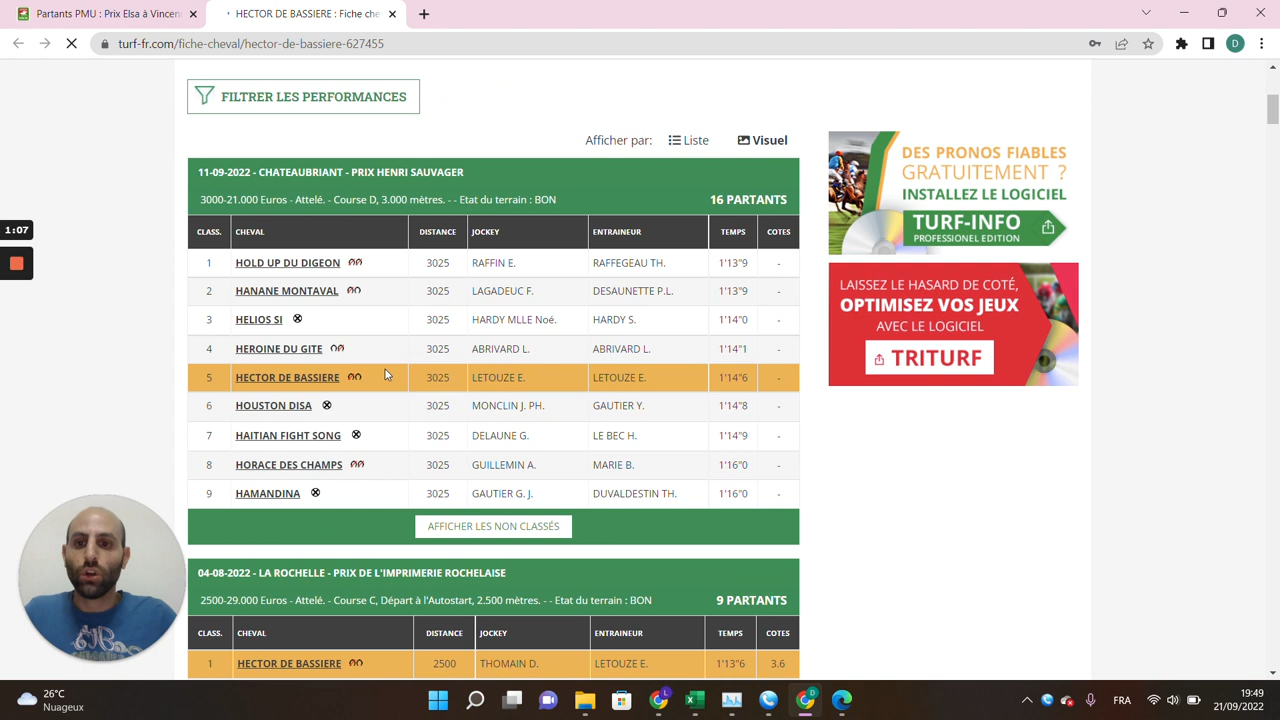 Partants PMU : Prix Elsa à Vincen
HECTOR DE BASSIERE : Fiche che
turf-fr.com/fiche-cheval/hector-de-bassiere-627455
D
FILTRER LES PERFORMANCES
Afficher par: Liste Visuel
11-09-2022 - CHATEAUBRIANT - PRIX HENRI SAUVAGER
3000-21.000 Euros - Attelé. - Course D, 3.000 mètres. - - Etat du terrain : BON 16 PARTANTS
CLASS. CHEVAL DISTANCE JOCKEY ENTRAINEUR TEMPS COTES
1 HOLD UP DU DIGEON 3025 RAFFIN E. RAFFEGEAU TH. 1'13"9 -
2 HANANE MONTAVAL 3025 LAGADEUC F. DESAUNETTE P.L. 1'13"9 -
3 HELIOS SI 3025 HARDY MLLE Noé. HARDY S. 1'14"0 -
4 HEROINE DU GITE 3025 ABRIVARD L. ABRIVARD L. 1'14"1 -
5 HECTOR DE BASSIERE 3025 LETOUZE E. LETOUZE E. 1'14"6 -
6 HOUSTON DISA 3025 MONCLIN J. PH. GAUTIER Y. 1'14"8 -
7 HAITIAN FIGHT SONG 3025 DELAUNE G. LE BEC H. 1'14"9 -
8 HORACE DES CHAMPS 3025 GUILLEMIN A. MARIE B. 1'16"0 -
9 HAMANDINA 3025 GAUTIER G. J. DUVALDESTIN TH. 1'16"0 -
AFFICHER LES NON CLASSÉS
04-08-2022 - LA ROCHELLE - PRIX DE L'IMPRIMERIE ROCHELAISE
2500-29.000 Euros - Attelé. - Course C, Départ à l'Autostart, 2.500 mètres. - - Etat du terrain : BON 9 PARTANTS
CLASS. CHEVAL DISTANCE JOCKEY ENTRAINEUR TEMPS COTES
1 HECTOR DE BASSIERE 2500 THOMAIN D. LETOUZE E. 1'13"6 3.6
DES PRONOS FIABLES
GRATUITEMENT ?
INSTALLEZ LE LOGICIEL
TURF-INFO
PROFESSIONEL EDITION
LAISSEZ LE HASARD DE COTÉ,
OPTIMISEZ VOS JEUX
AVEC LE LOGICIEL
TRITURF
1:07
26°C
Nuageux
L
D
FRA
19:49
21/09/2022